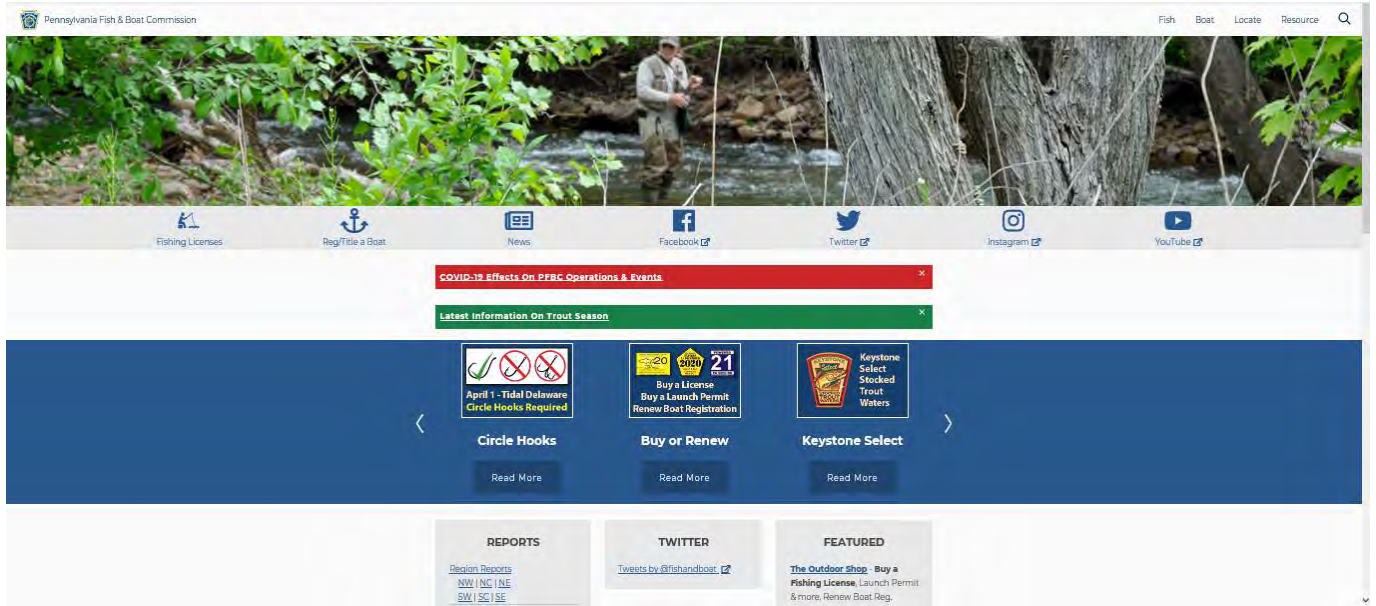 Pennsylvania Fish & Boat Commission
Fish Boat Locate Resource
Fishing Licenses
Reg/Title a Boat
News
Facebook
Twitter
Instagram
YouTube
COVID-19 Effects On PFBC Operations & Events
×
Latest Information On Trout Season
×
April 1 - Tidal Delaware
Circle Hooks Required
Circle Hooks
Read More
20
2020
21
Buy a License
Buy a Launch Permit
Renew Boat Registration
Buy or Renew
Read More
KEYSTONE
Select
Keystone
Select
Stocked
Trout
Waters
Keystone Select
Read More
REPORTS
Region Reports
NW | NC | NE
SW | SC | SE
TWITTER
Tweets by @fishandboat
FEATURED
The Outdoor Shop - Buy a
Fishing License, Launch Permit
& more, Renew Boat Reg.